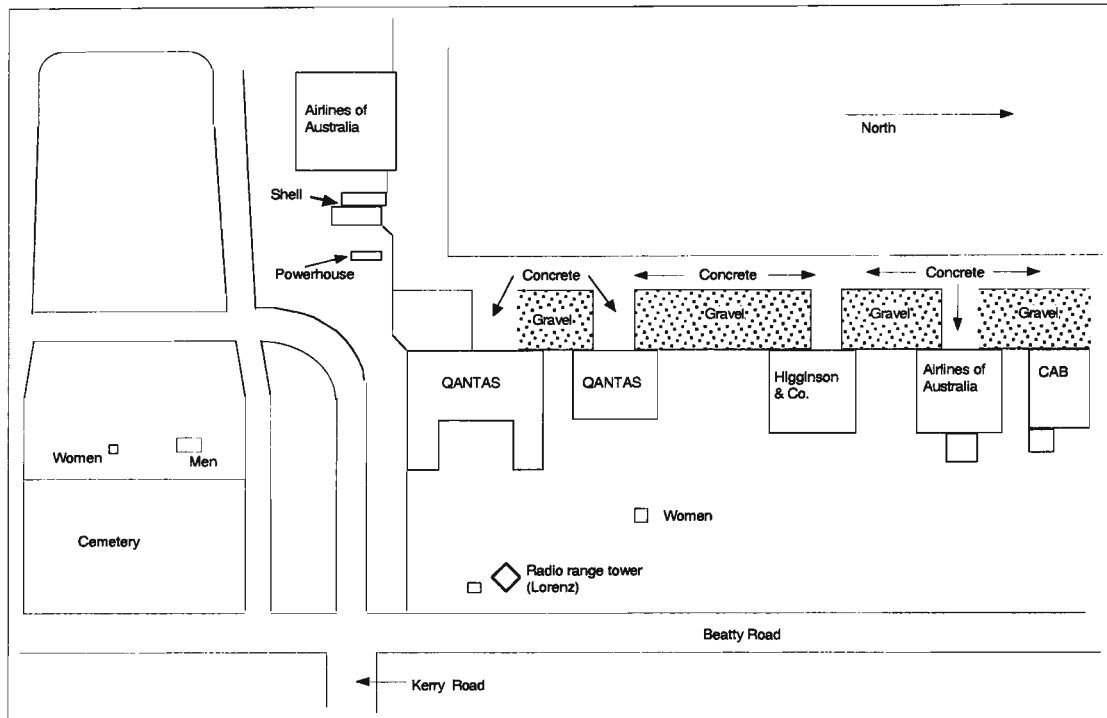 Airlines of
Australia
North
Shell
Powerhouse
Concrete
Concrete
Concrete
Gravel
Gravel
Gravel
Gravel
QANTAS
QANTAS
Higginson
& Co.
Airlines of
Australia
CAB
Women
Men
Women
Cemetery
Radio range tower
(Lorenz)
Beatty Road
Kerry Road